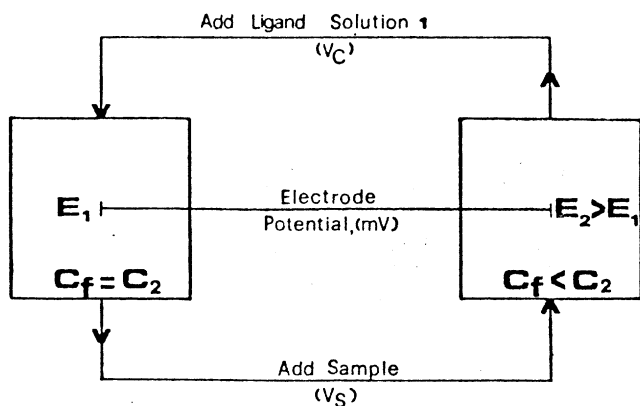 Add Ligand Solution 1
(VC)
Electrode
E1
Potential,(mV)
E2>E1
Cf=C2
Cf<C2
Add Sample
(VS)